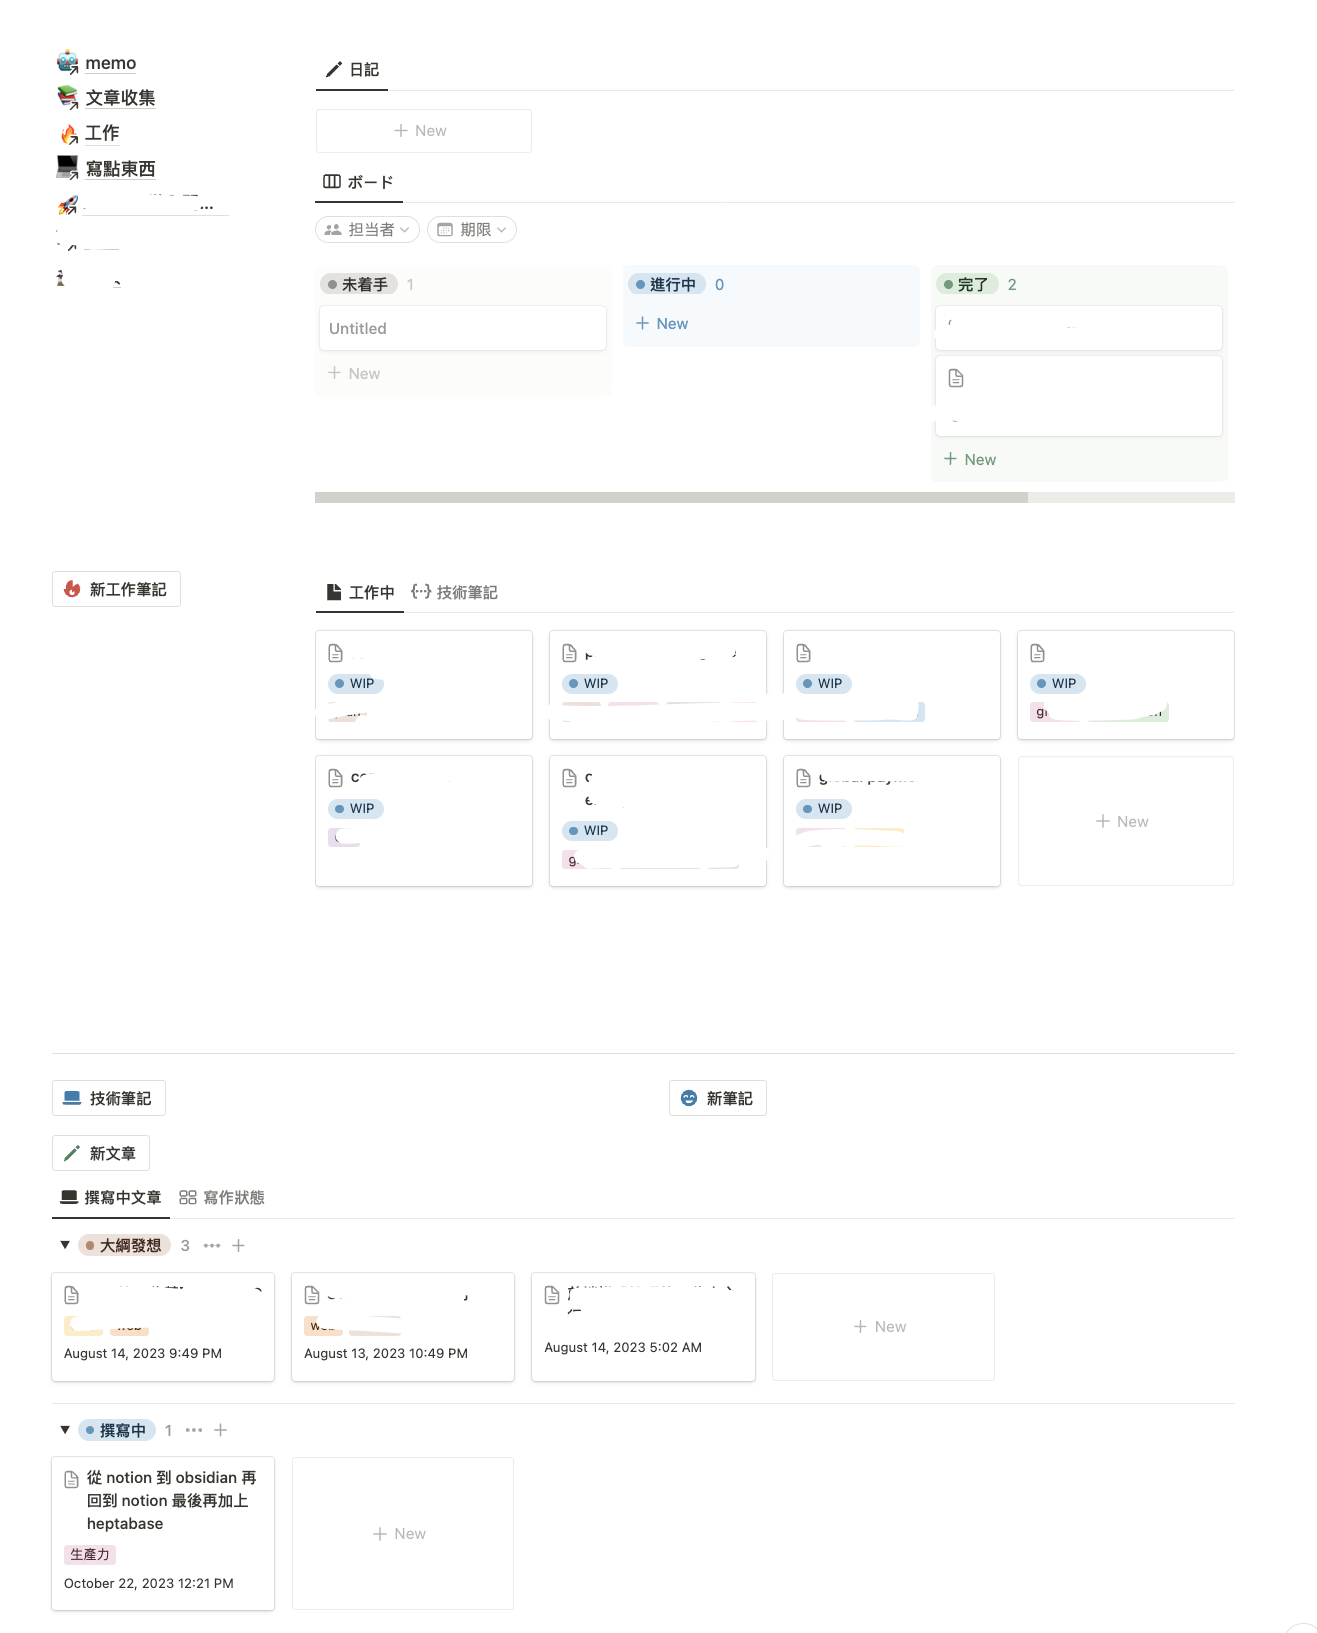 memo
文章收集
工作
寫點東西
...
日記
+ New
ボード
担当者
期限
未着手 1
Untitled
+ New
進行中 0
+ New
完了 2
+ New
新工作筆記
工作中 技術筆記
WIP
WIP
WIP
WIP
WIP
WIP
WIP
+ New
技術筆記
新筆記
新文章
撰寫中文章 寫作狀態
大綱發想 3
August 14, 2023 9:49 PM
August 13, 2023 10:49 PM
August 14, 2023 5:02 AM
+ New
撰寫中 1
從 notion 到 obsidian 再
回到 notion 最後再加上
heptabase
生產力
October 22, 2023 12:21 PM
+ New